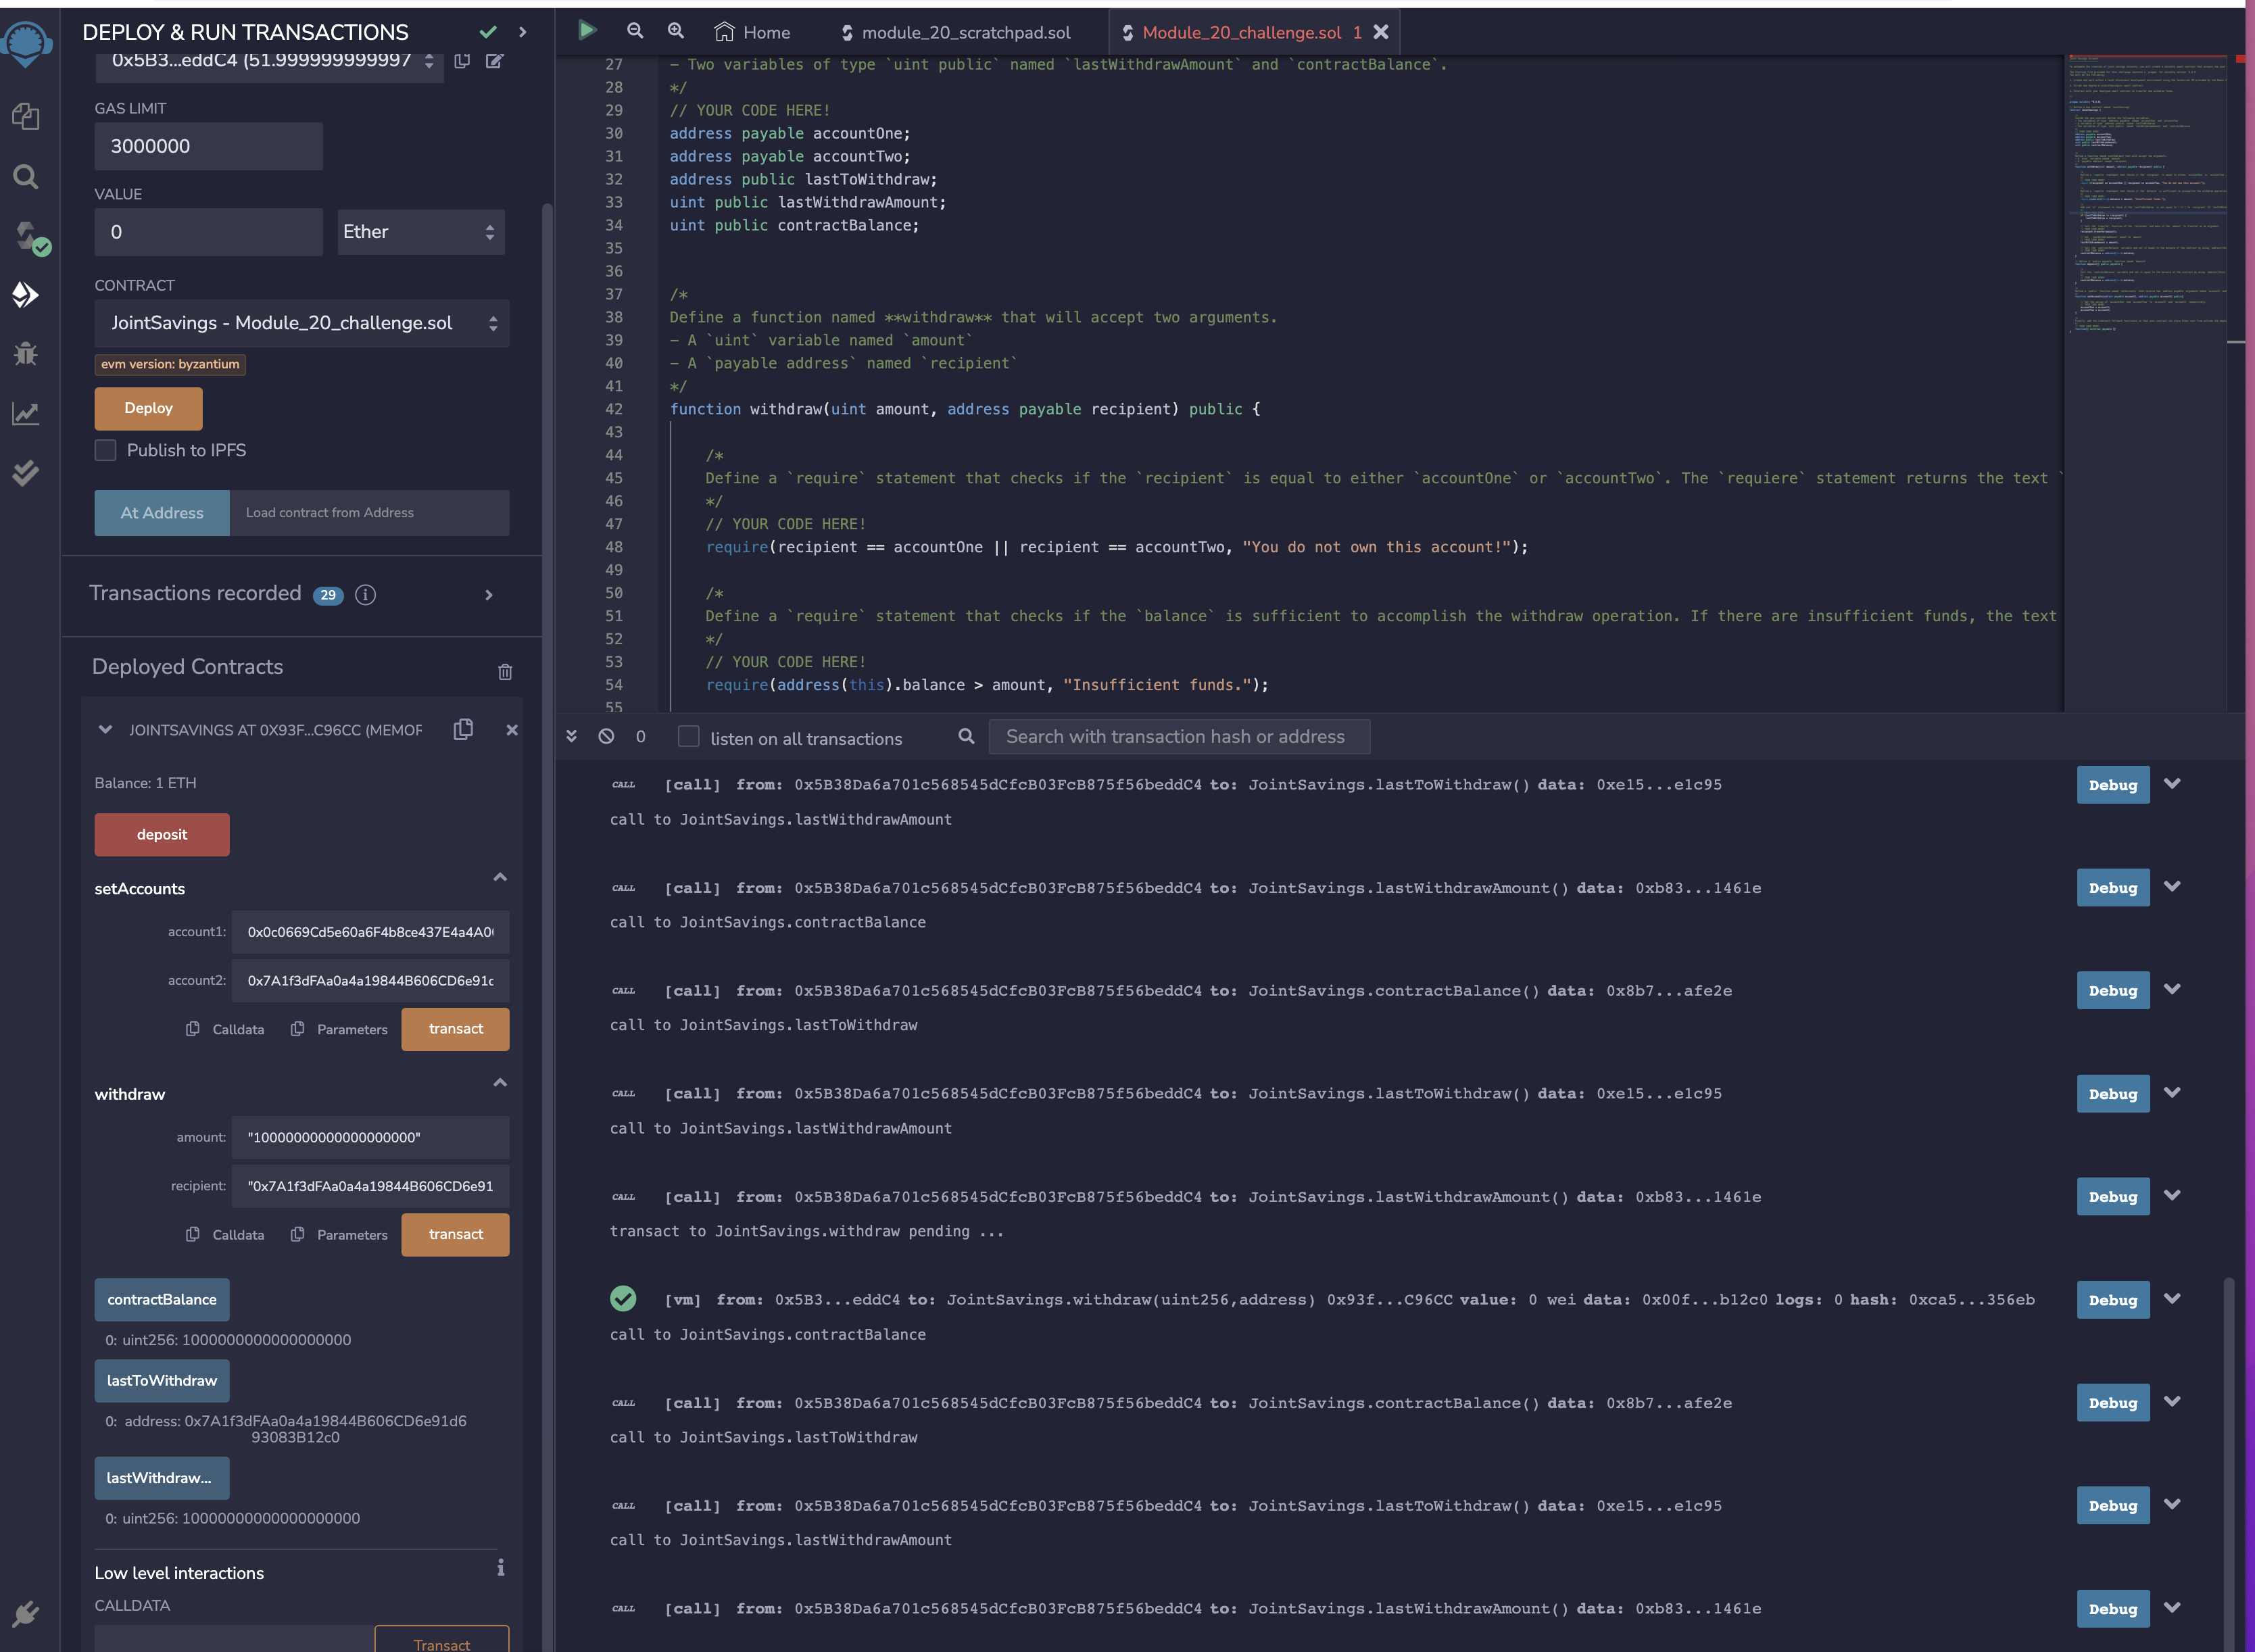 DEPLOY & RUN TRANSACTIONS
0x5B3...eddC4 (51.999999999997
GAS LIMIT
3000000
VALUE
0
Ether
CONTRACT
JointSavings - Module_20_challenge.sol
evm version: byzantium
Deploy
Publish to IPFS
At Address
Load contract from Address
Transactions recorded 29 i
Deployed Contracts
JOINTSAVINGS AT 0X93F...C96CC (MEMOR
Balance: 1 ETH
deposit
setAccounts
account1: 0x0c0669Cd5e60a6F4b8ce437E4a4A0
account2: 0x7A1f3dFAa0a4a19844B606CD6e91
Calldata Parameters transact
withdraw
amount: "10000000000000000000"
recipient: "0x7A1f3dFAa0a4a19844B606CD6e91
Calldata Parameters transact
contractBalance
0: uint256: 1000000000000000000
lastToWithdraw
0: address: 0x7A1f3dFAa0a4a19844B606CD6e91d6
93083B12c0
lastWithdraw...
0: uint256: 10000000000000000000
Low level interactions
CALLDATA
Transact
Home
module_20_scratchpad.sol
Module_20_challenge.sol 1
27 - Two variables of type `uint public` named `lastWithdrawAmount` and `contractBalance`.
28 */
29 // YOUR CODE HERE!
30 address payable accountOne;
31 address payable accountTwo;
32 address public lastToWithdraw;
33 uint public lastWithdrawAmount;
34 uint public contractBalance;
35
36
37 /*
38 Define a function named **withdraw** that will accept two arguments.
39 - A `uint` variable named `amount`
40 - A `payable address` named `recipient`
41 */
42 function withdraw(uint amount, address payable recipient) public {
43
44 /*
45 Define a `require` statement that checks if the `recipient` is equal to either `accountOne` or `accountTwo`. The `requiere` statement returns the text `
46 */
47 // YOUR CODE HERE!
48 require(recipient == accountOne || recipient == accountTwo, "You do not own this account!");
49
50 /*
51 Define a `require` statement that checks if the `balance` is sufficient to accomplish the withdraw operation. If there are insufficient funds, the text
52 */
53 // YOUR CODE HERE!
54 require(address(this).balance > amount, "Insufficient funds.");
55
0
listen on all transactions
Search with transaction hash or address
CALL [call] from: 0x5B38Da6a701c568545dCfcB03FcB875f56beddC4 to: JointSavings.lastToWithdraw() data: 0xe15...e1c95 Debug
call to JointSavings.lastWithdrawAmount
CALL [call] from: 0x5B38Da6a701c568545dCfcB03FcB875f56beddC4 to: JointSavings.lastWithdrawAmount() data: 0xb83...1461e Debug
call to JointSavings.contractBalance
CALL [call] from: 0x5B38Da6a701c568545dCfcB03FcB875f56beddC4 to: JointSavings.contractBalance() data: 0x8b7...afe2e Debug
call to JointSavings.lastToWithdraw
CALL [call] from: 0x5B38Da6a701c568545dCfcB03FcB875f56beddC4 to: JointSavings.lastToWithdraw() data: 0xe15...e1c95 Debug
call to JointSavings.lastWithdrawAmount
CALL [call] from: 0x5B38Da6a701c568545dCfcB03FcB875f56beddC4 to: JointSavings.lastWithdrawAmount() data: 0xb83...1461e Debug
transact to JointSavings.withdraw pending ...
[vm] from: 0x5B3...eddC4 to: JointSavings.withdraw(uint256,address) 0x93f...C96CC value: 0 wei data: 0x00f...b12c0 logs: 0 hash: 0xca5...356eb Debug
call to JointSavings.contractBalance
CALL [call] from: 0x5B38Da6a701c568545dCfcB03FcB875f56beddC4 to: JointSavings.contractBalance() data: 0x8b7...afe2e Debug
call to JointSavings.lastToWithdraw
CALL [call] from: 0x5B38Da6a701c568545dCfcB03FcB875f56beddC4 to: JointSavings.lastToWithdraw() data: 0xe15...e1c95 Debug
call to JointSavings.lastWithdrawAmount
CALL [call] from: 0x5B38Da6a701c568545dCfcB03FcB875f56beddC4 to: JointSavings.lastWithdrawAmount() data: 0xb83...1461e Debug